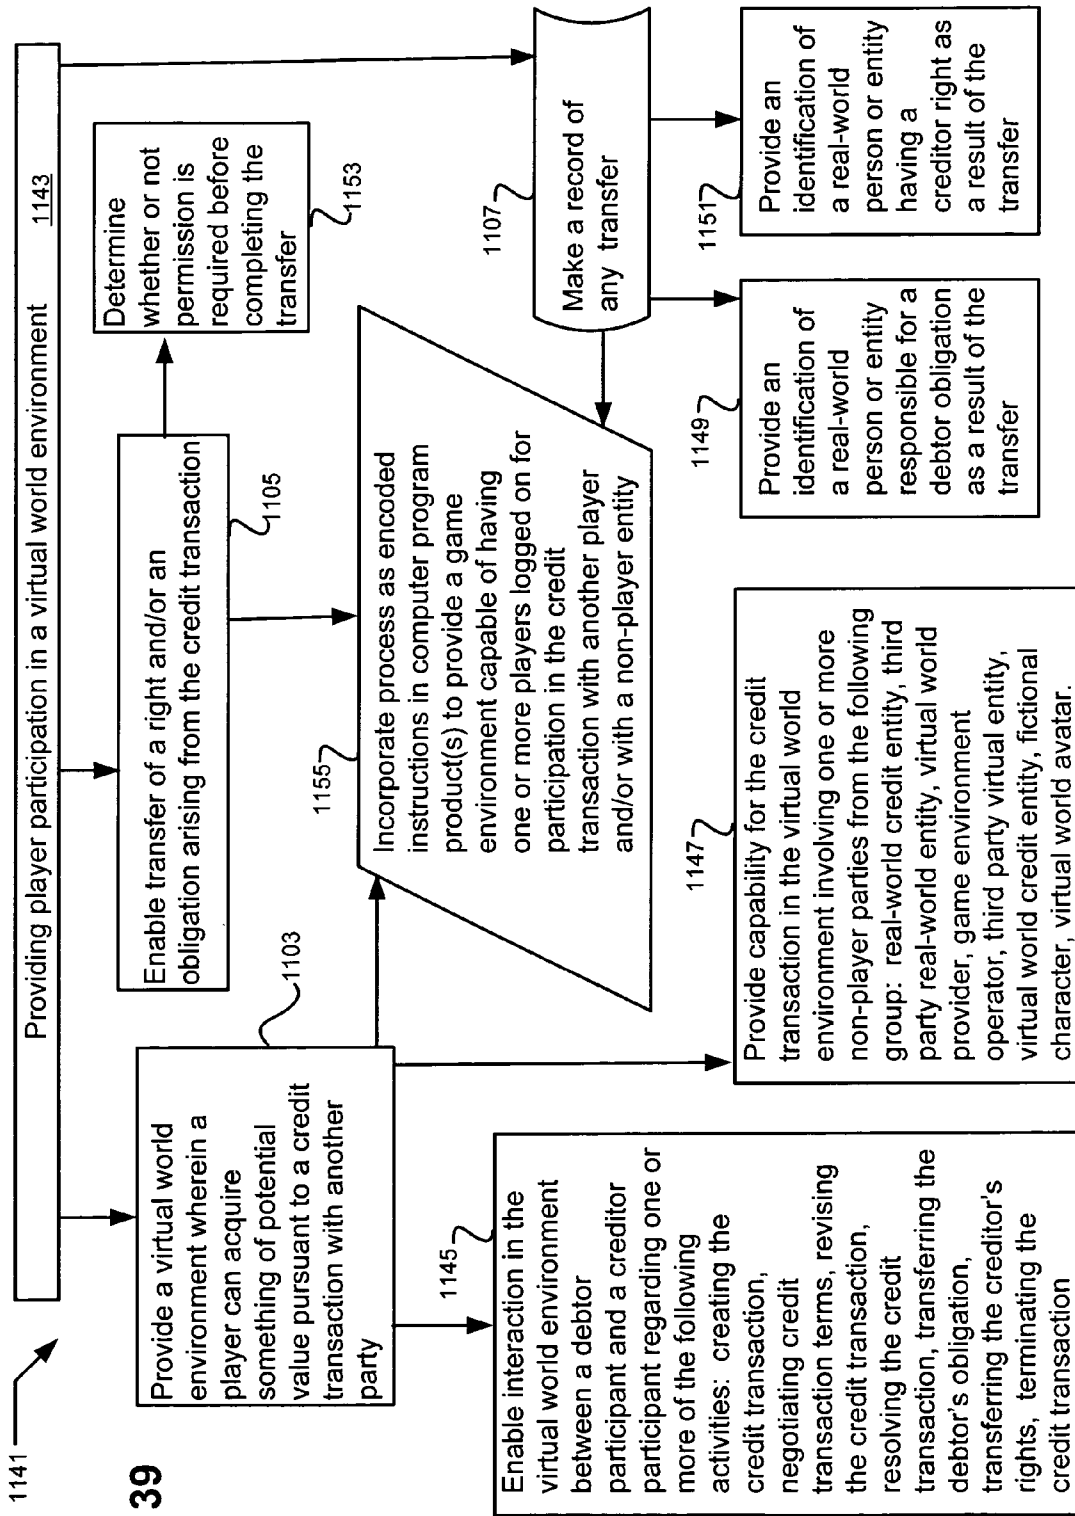 1141
39
Providing player participation in a virtual world environment 1143
Provide a virtual world
environment wherein a
player can acquire
something of potential
value pursuant to a credit
transaction with another
party
1103
Enable transfer of a right and/or an
obligation arising from the credit transaction
1105
Determine
whether or not
permission is
required before
completing the
transfer
1153
Incorporate process as encoded
instructions in computer program
product(s) to provide a game
environment capable of having
one or more players logged on for
participation in the credit
transaction with another player
and/or with a non-player entity
1155
Make a record of
any transfer
1107
Enable interaction in the
virtual world environment
between a debtor
participant and a creditor
participant regarding one or
more of the following
activities: creating the
credit transaction,
negotiating credit
transaction terms, revising
the credit transaction,
resolving the credit
transaction, transferring the
debtor's obligation,
transferring the creditor's
rights, terminating the
credit transaction
1145
Provide capability for the credit
transaction in the virtual world
environment involving one or more
non-player parties from the following
group: real-world credit entity, third
party real-world entity, virtual world
provider, game environment
operator, third party virtual entity,
virtual world credit entity, fictional
character, virtual world avatar.
1147
Provide an
identification of
a real-world
person or entity
responsible for a
debtor obligation
as a result of the
transfer
1149
Provide an
identification of
a real-world
person or entity
having a
creditor right as
a result of the
transfer
1151